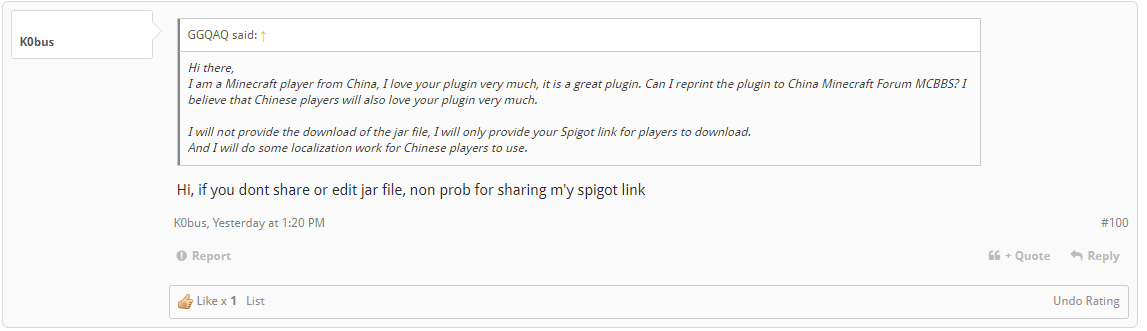 K0bus
GGQAQ said: ↑
Hi there,
I am a Minecraft player from China, I love your plugin very much, it is a great plugin. Can I reprint the plugin to China Minecraft Forum MCBBS? I
believe that Chinese players will also love your plugin very much.
I will not provide the download of the jar file, I will only provide your Spigot link for players to download.
And I will do some localization work for Chinese players to use.
Hi, if you dont share or edit jar file, non prob for sharing m'y spigot link
K0bus, Yesterday at 1:20 PM #100
Report + Quote Reply
Like x 1 List Undo Rating